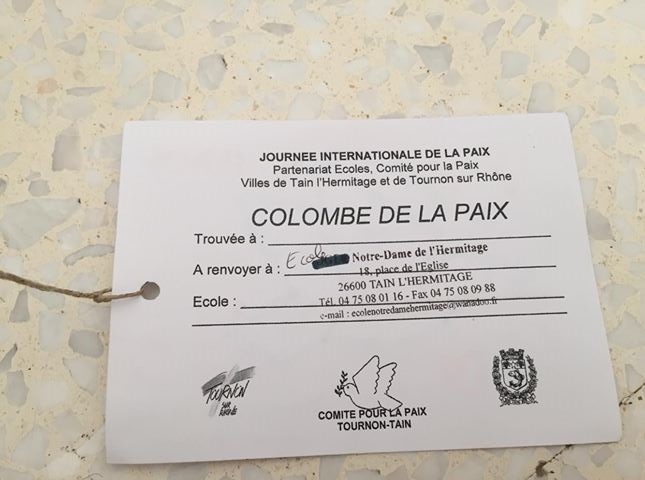 JOURNEE INTERNATIONALE DE LA PAIX
Partenariat Ecoles, Comité pour la Paix
Villes de Tain l'Hermitage et de Tournon sur Rhône
COLOMBE DE LA PAIX
Trouvée à :
A renvoyer à : Ecole Notre-Dame de l'Hermitage
18, place de l'Eglise
26600 TAIN L'HERMITAGE
Ecole :
Tél. 04 75 08 01 16 - Fax 04 75 08 09 88
e-mail : ecolenotredamehermitage@wanadoo.fr
TOURNON
SUR
RHÔNE
COMITE POUR LA PAIX
TOURNON-TAIN